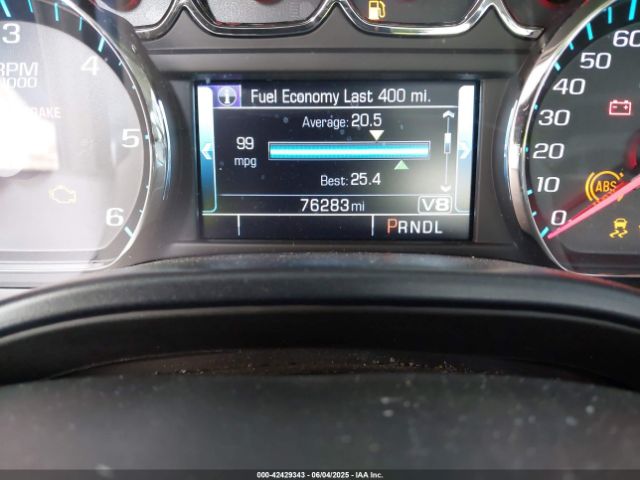 3
4
5
6
RPM
1000
BRAKE
Fuel Economy Last 400 mi.
Average: 20.5
99
mpg
Best: 25.4
76283 mi
V8
PRNDL
60
50
40
30
20
10
0
ABS
000-42429343 - 06/04/2025 - IAA Inc.